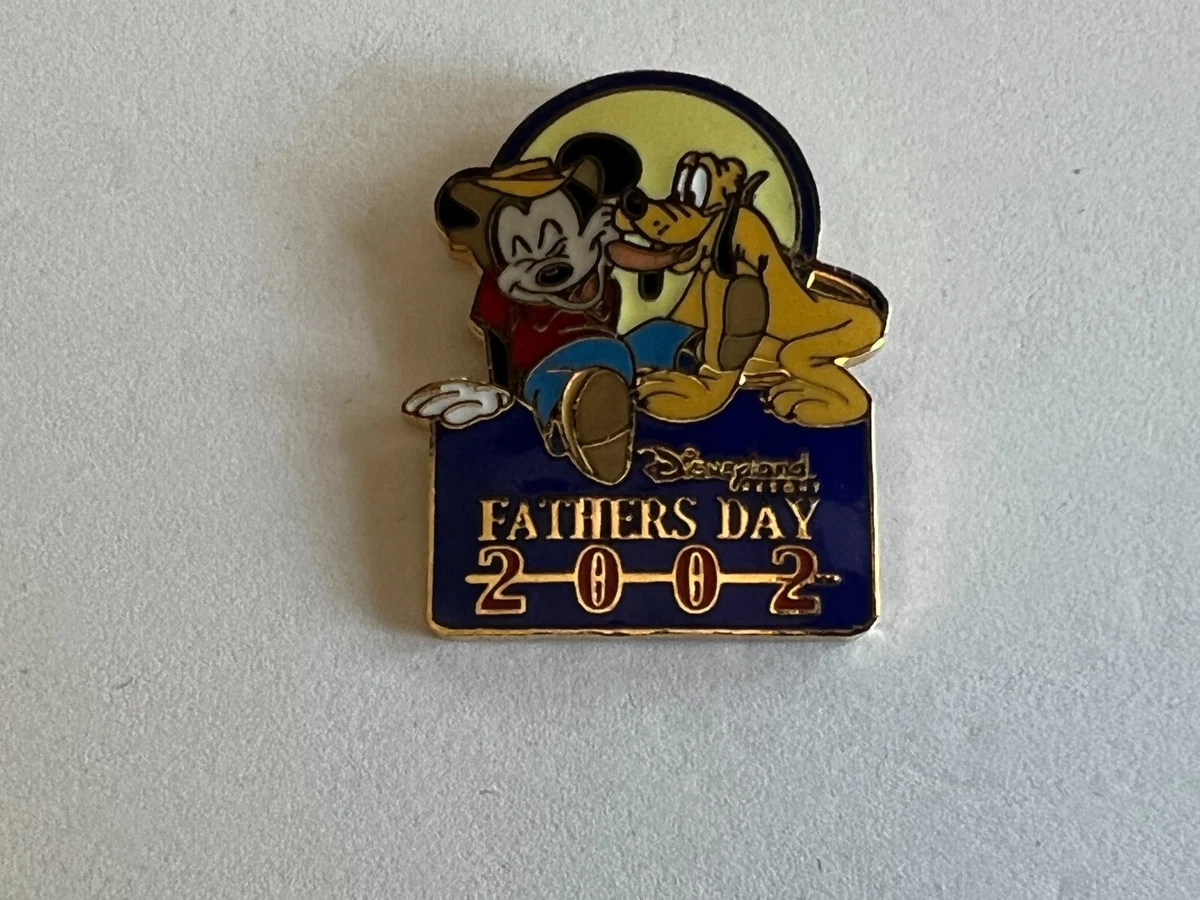 Disneyland
RESORT
FATHERS DAY
2002